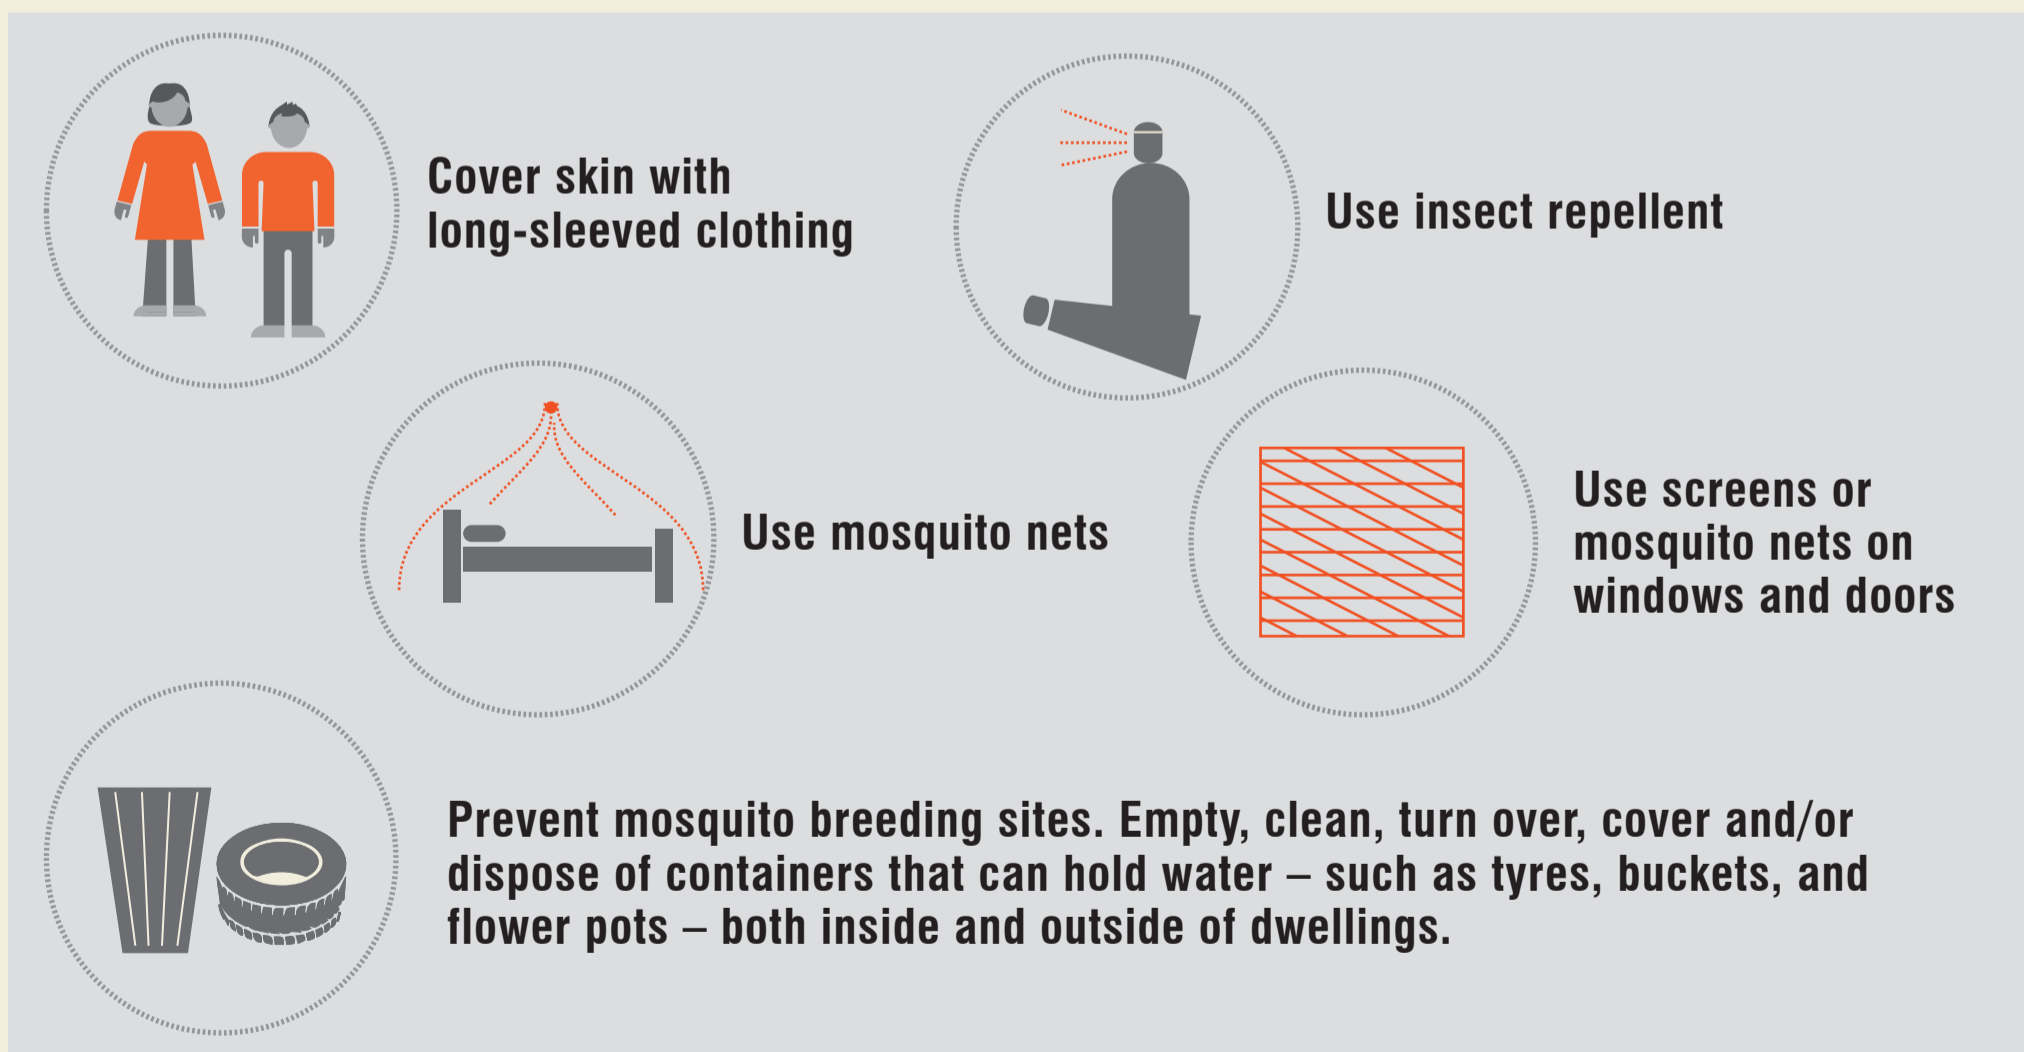 Cover skin with
long-sleeved clothing
Use insect repellent
Use mosquito nets
Use screens or
mosquito nets on
windows and doors
Prevent mosquito breeding sites. Empty, clean, turn over, cover and/or
dispose of containers that can hold water – such as tyres, buckets, and
flower pots – both inside and outside of dwellings.